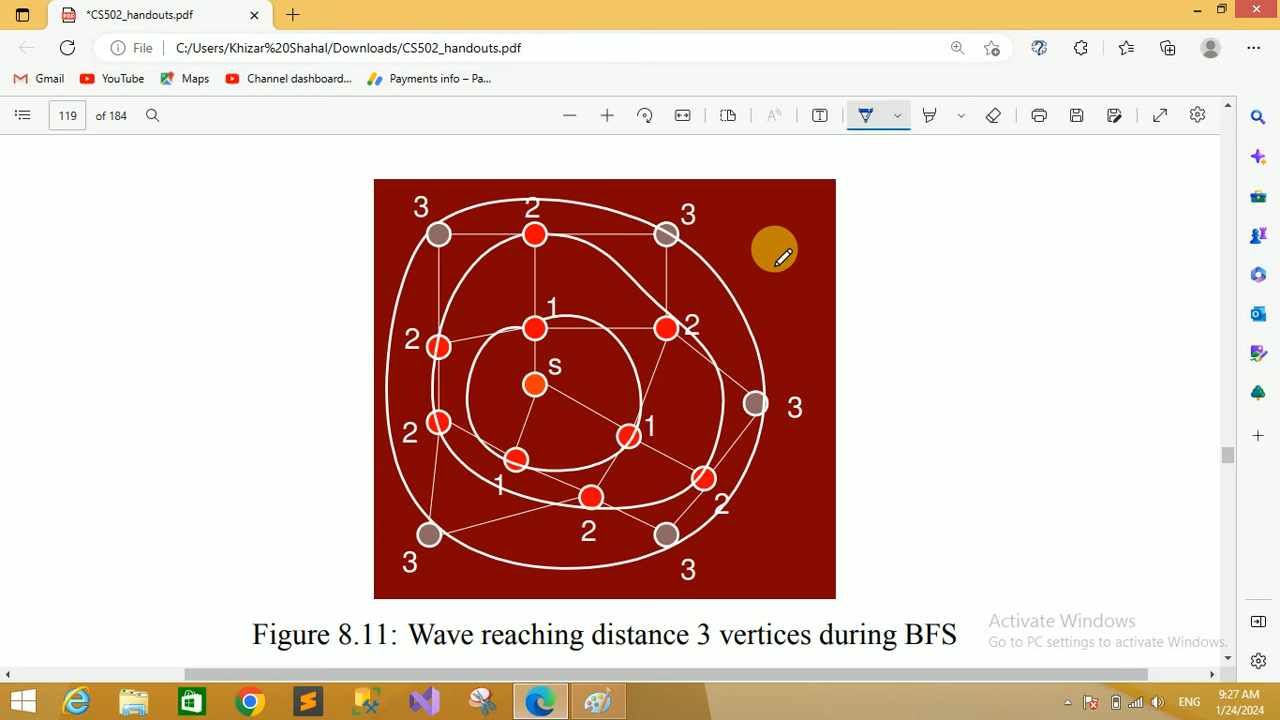 *CS502_handouts.pdf
File
C:/Users/Khizar%20Shahal/Downloads/CS502_handouts.pdf
Gmail
YouTube
Maps
Channel dashboard...
Payments info – Pa...
119 of 184
3 2 3
1
2 2
s
3
2 1
1
2
2
3 3
Figure 8.11: Wave reaching distance 3 vertices during BFS
Activate Windows
Go to PC settings to activate Windows.
ENG
9:27 AM
1/24/2024